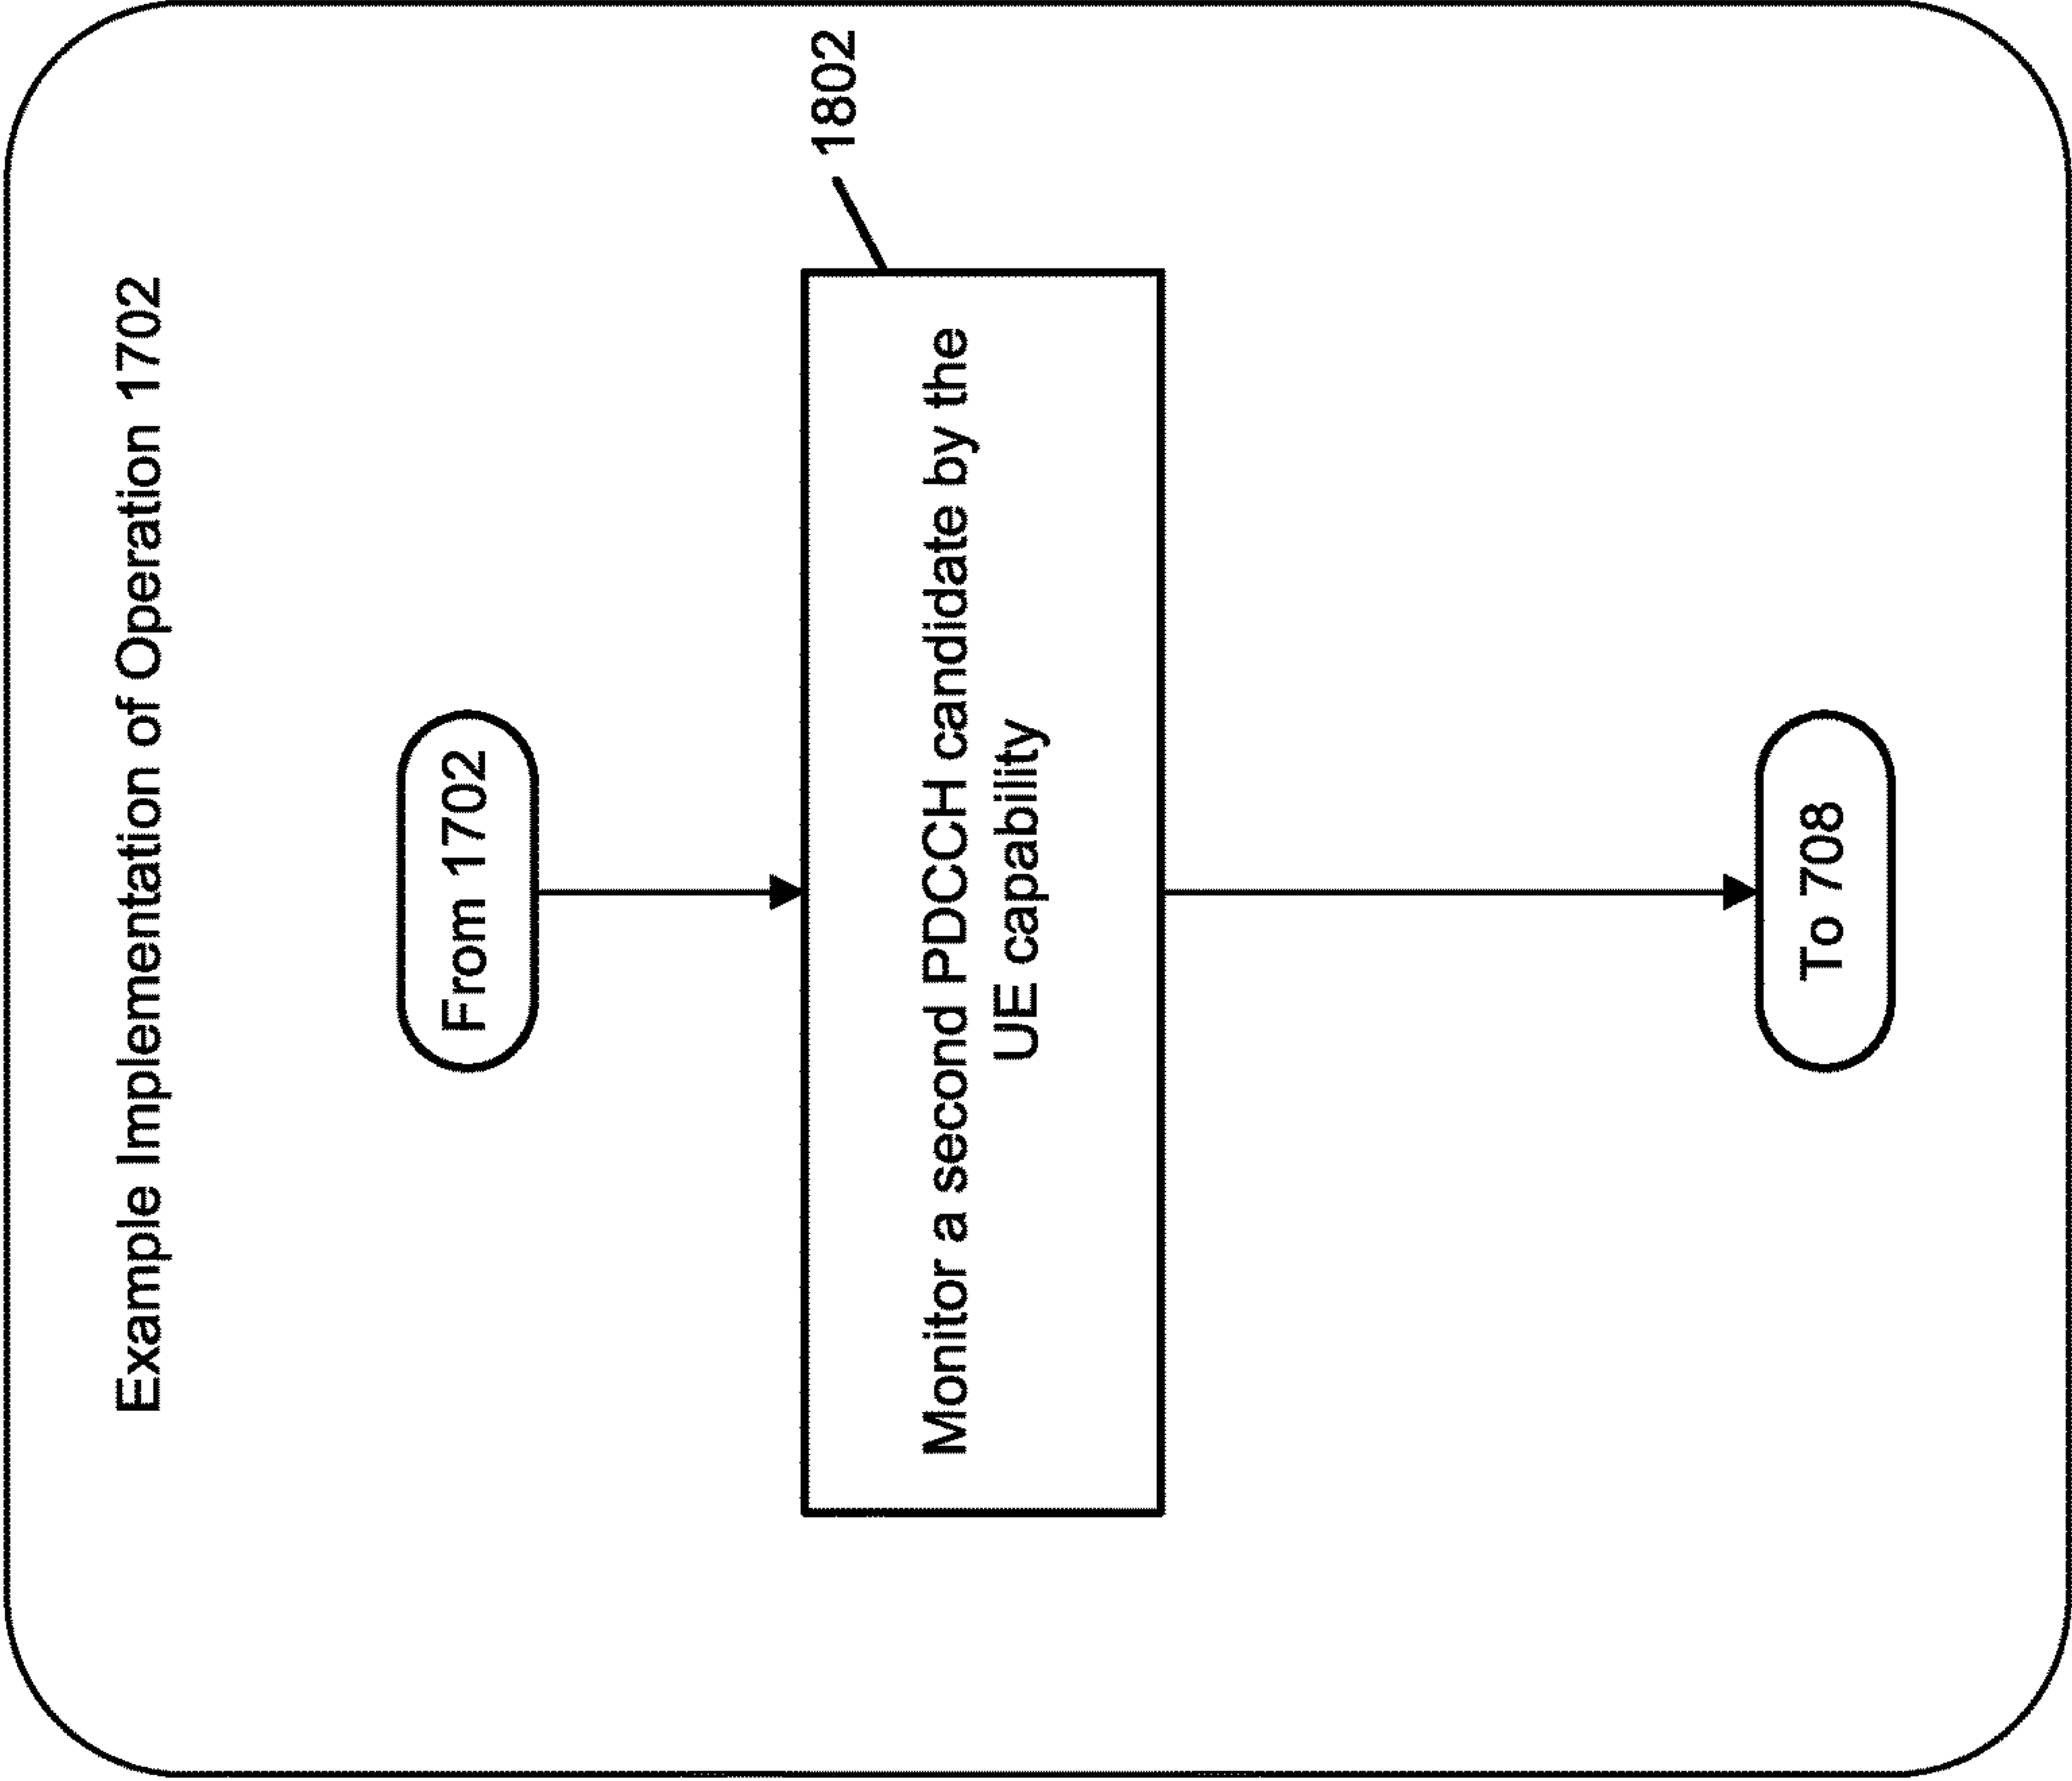 Example Implementation of Operation 1702
From 1702
1802
Monitor a second PDCCH candidate by the
UE capability
To 708